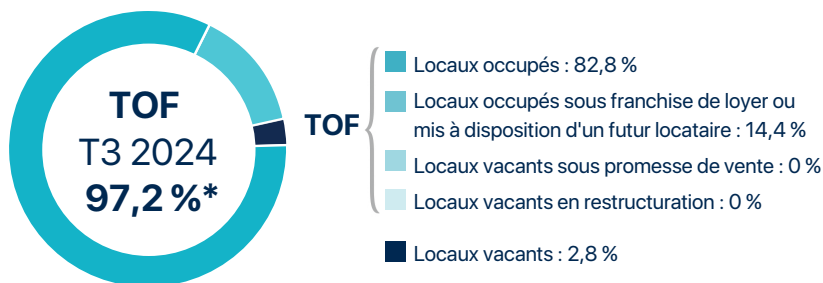 TOF
T3 2024
97,2 %*
TOF
Locaux occupés : 82,8 %
Locaux occupés sous franchise de loyer ou
mis à disposition d'un futur locataire : 14,4 %
Locaux vacants sous promesse de vente : 0 %
Locaux vacants en restructuration : 0 %
Locaux vacants : 2,8 %